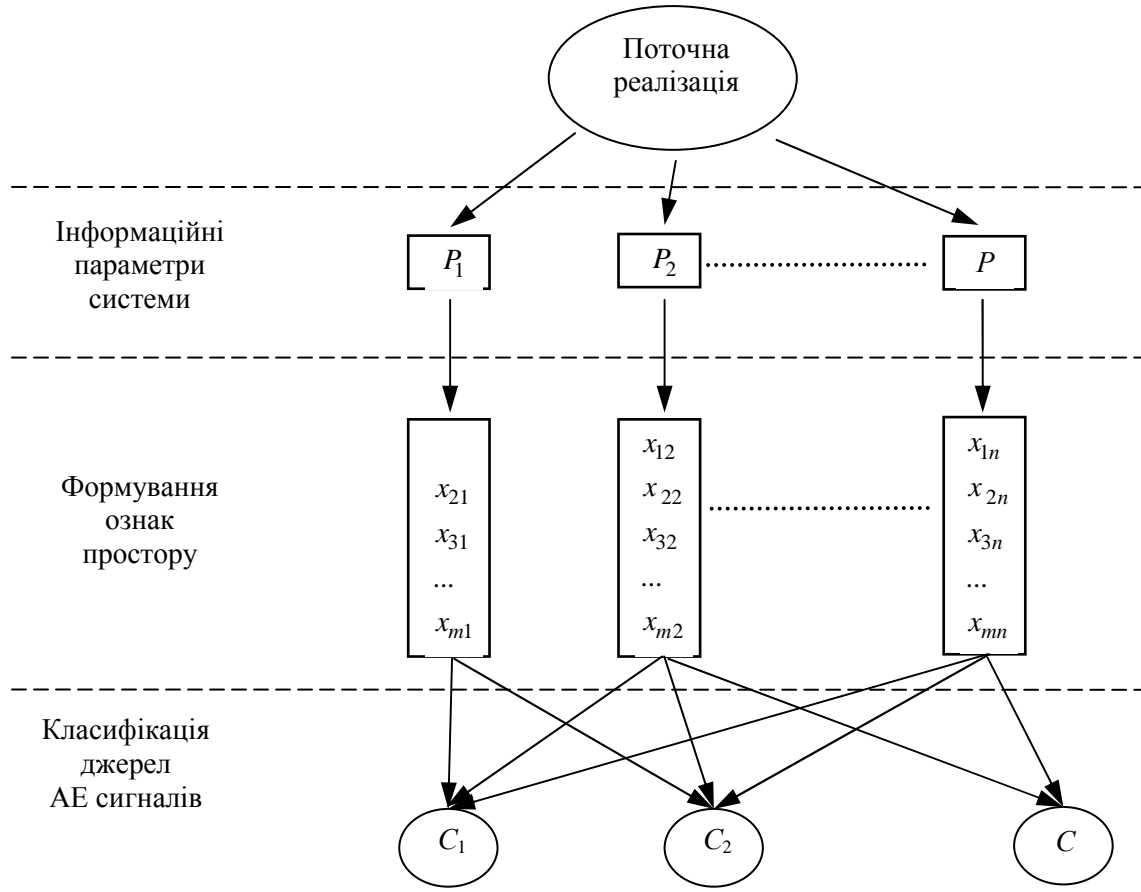 Поточна
реалізація
Інформаційні
параметри
системи
P₁
P₂
P
Формування
ознак
простору
x₂₁
x₃₁
...
xₘ₁
x₁₂
x₂₂
x₃₂
...
xₘ₂
x₁ₙ
x₂ₙ
x₃ₙ
...
xₘₙ
Класифікація
джерел
АЕ сигналів
C₁
C₂
C